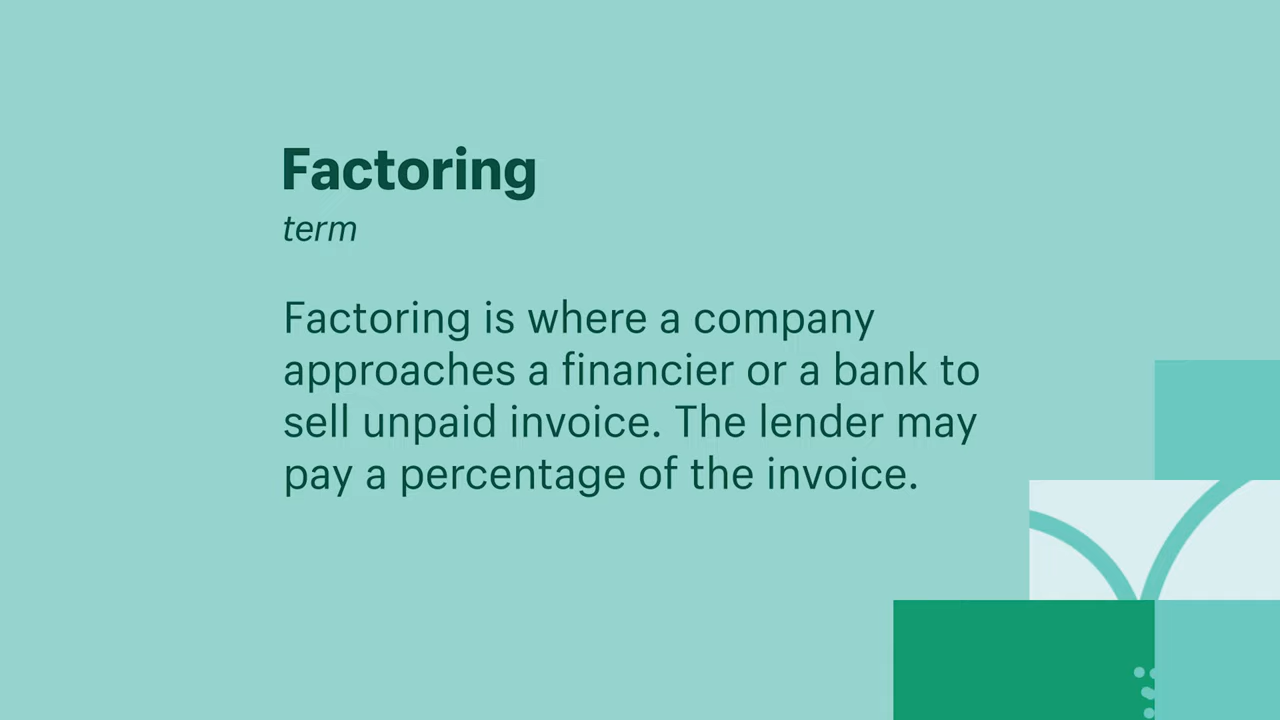 Factoring
term
Factoring is where a company
approaches a financier or a bank to
sell unpaid invoice. The lender may
pay a percentage of the invoice.